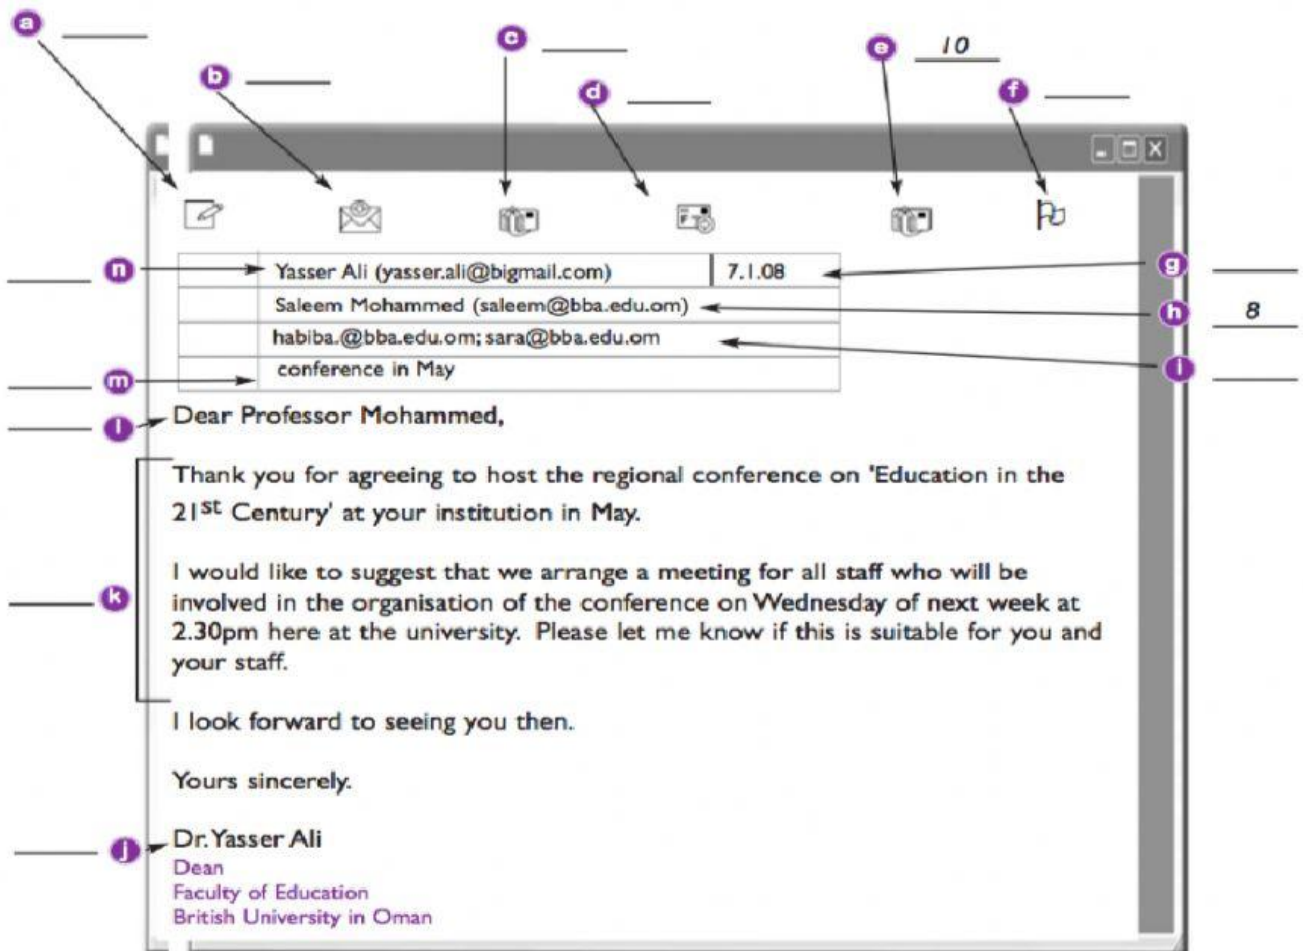 a
c
e 10
b
d
f
n Yasser Ali (yasser.ali@bigmail.com) 7.1.08 g
Saleem Mohammed (saleem@bba.edu.om) h 8
habiba.@bba.edu.om; sara@bba.edu.om
i
m conference in May
l Dear Professor Mohammed,
Thank you for agreeing to host the regional conference on 'Education in the
21st Century' at your institution in May.
I would like to suggest that we arrange a meeting for all staff who will be
k involved in the organisation of the conference on Wednesday of next week at
2.30pm here at the university. Please let me know if this is suitable for you and
your staff.
I look forward to seeing you then.
Yours sincerely.
j Dr. Yasser Ali
Dean
Faculty of Education
British University in Oman